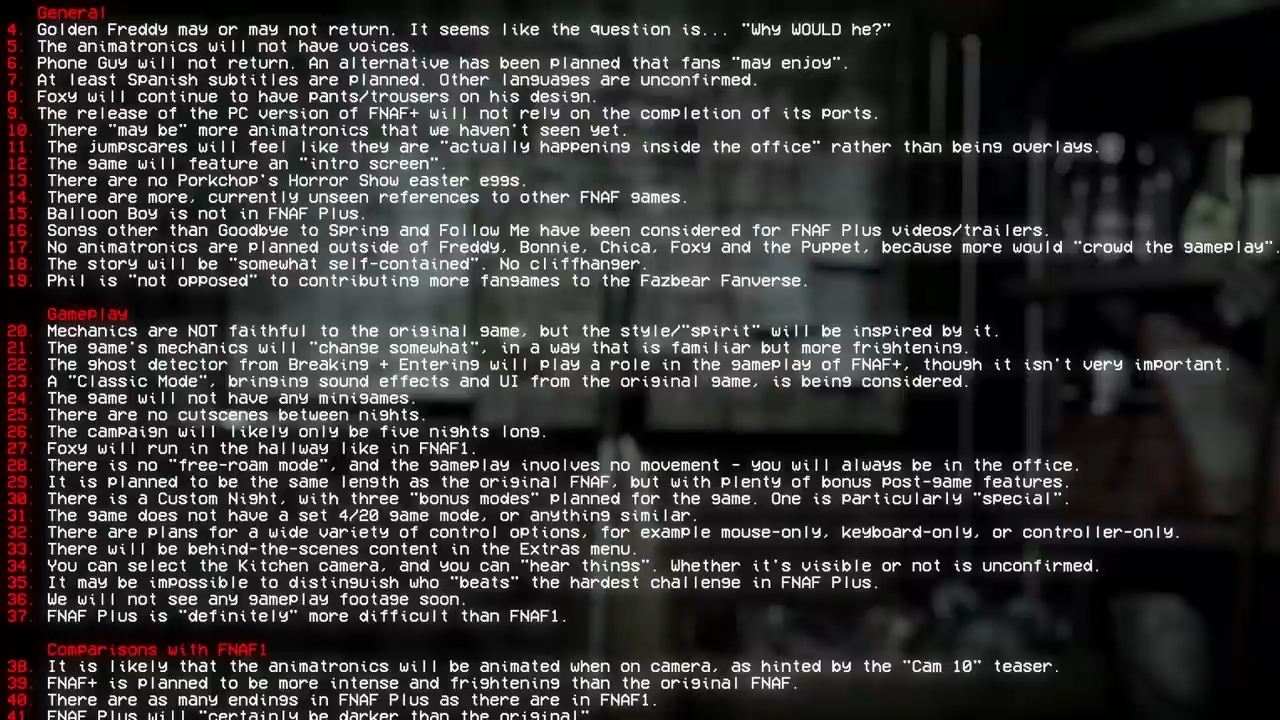 General
4. Golden Freddy may or may not return. It seems like the question is... "Why WOULD he?"
5. The animatronics will not have voices.
6. Phone Guy will not return. An alternative has been planned that fans "may enjoy".
7. At least Spanish subtitles are planned. Other languages are unconfirmed.
8. Foxy will continue to have pants/trousers on his design.
9. The release of the PC version of FNAF+ will not rely on the completion of its ports.
10. There "may be" more animatronics that we haven't seen yet.
11. The jumpscares will feel like they are "actually happening inside the office" rather than being overlays.
12. The game will feature an "intro screen".
13. There are no Porkchop's Horror Show easter eggs.
14. There are more, currently unseen references to other FNAF games.
15. Balloon Boy is not in FNAF Plus.
16. Songs other than Goodbye to Spring and Follow Me have been considered for FNAF Plus videos/trailers.
17. No animatronics are planned outside of Freddy, Bonnie, Chica, Foxy and the Puppet, because more would "crowd the gameplay".
18. The story will be "somewhat self-contained". No cliffhanger.
19. Phil is "not opposed" to contributing more fangames to the Fazbear Fanverse.
Gameplay
20. Mechanics are NOT faithful to the original game, but the style/"spirit" will be inspired by it.
21. The game's mechanics will "change somewhat", in a way that is familiar but more frightening.
22. The ghost detector from Breaking + Entering will play a role in the gameplay of FNAF+, though it isn't very important.
23. A "Classic Mode", bringing sound effects and UI from the original game, is being considered.
24. The game will not have any minigames.
25. There are no cutscenes between nights.
26. The campaign will likely only be five nights long.
27. Foxy will run in the hallway like in FNAF1.
28. There is no "free-roam mode", and the gameplay involves no movement - you will always be in the office.
29. It is planned to be the same length as the original FNAF, but with plenty of bonus post-game features.
30. There is a Custom Night, with three "bonus modes" planned for the game. One is particularly "special".
31. The game does not have a set 4/20 game mode, or anything similar.
32. There are plans for a wide variety of control options, for example mouse-only, keyboard-only, or controller-only.
33. There will be behind-the-scenes content in the Extras menu.
34. You can select the Kitchen camera, and you can "hear things". Whether it's visible or not is unconfirmed.
35. It may be impossible to distinguish who "beats" the hardest challenge in FNAF Plus.
36. We will not see any gameplay footage soon.
37. FNAF Plus is "definitely" more difficult than FNAF1.
Comparisons with FNAF1
38. It is likely that the animatronics will be animated when on camera, as hinted by the "Cam 10" teaser.
39. FNAF+ is planned to be more intense and frightening than the original FNAF.
40. There are as many endings in FNAF Plus as there are in FNAF1.
41. FNAF Plus will "certainly be darker than the original"